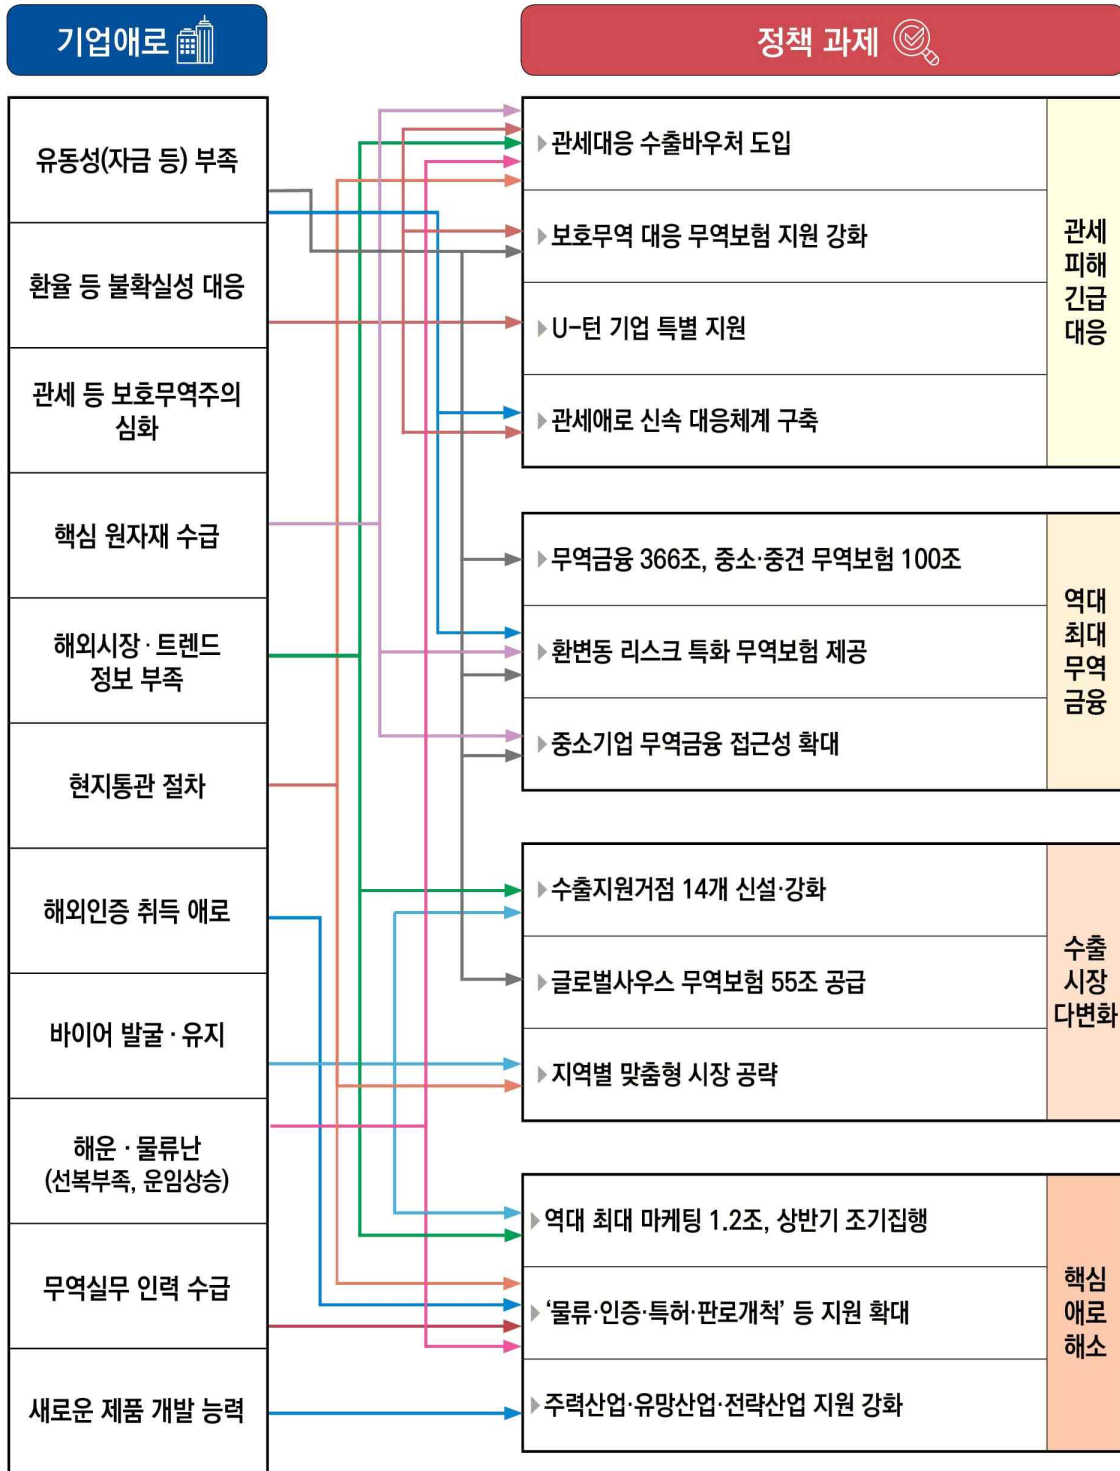 기업애로
정책 과제
유동성(자금 등) 부족
환율 등 불확실성 대응
관세 등 보호무역주의
심화
핵심 원자재 수급
해외시장·트렌드
정보 부족
현지통관 절차
해외인증 취득 애로
바이어 발굴·유지
해운·물류난
(선복부족, 운임상승)
무역실무 인력 수급
새로운 제품 개발 능력
관세대응 수출바우처 도입
보호무역 대응 무역보험 지원 강화
U-턴 기업 특별 지원
관세애로 신속 대응체계 구축
관세
피해
긴급
대응
무역금융 366조, 중소·중견 무역보험 100조
환변동 리스크 특화 무역보험 제공
중소기업 무역금융 접근성 확대
역대
최대
무역
금융
수출지원거점 14개 신설·강화
글로벌사우스 무역보험 55조 공급
지역별 맞춤형 시장 공략
수출
시장
다변화
역대 최대 마케팅 1.2조, 상반기 조기집행
‘물류·인증·특허·판로개척’ 등 지원 확대
주력산업·유망산업·전략산업 지원 강화
핵심
애로
해소